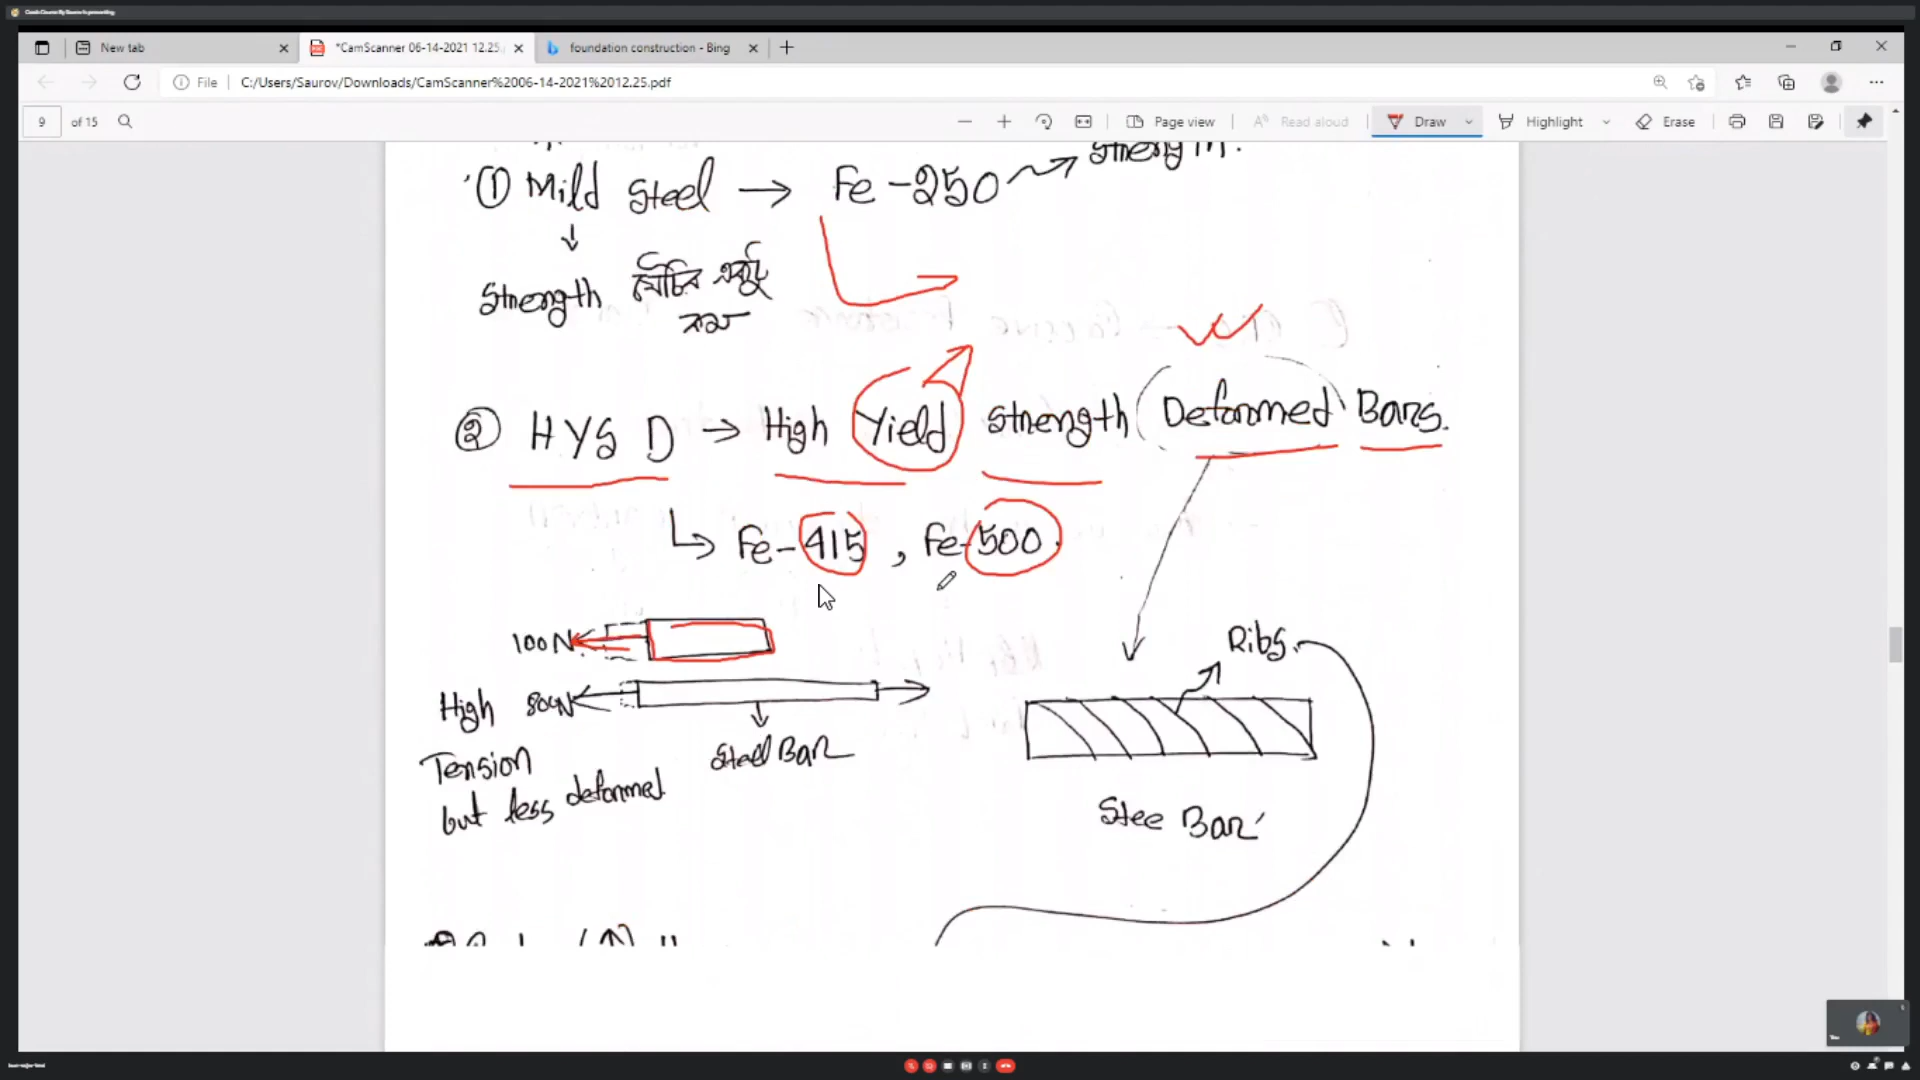 New tab
*CamScanner 06-14-2021 12.25.
foundation construction - Bing
File
C:/Users/Saurov/Downloads/CamScanner%2006-14-2021%2012.25.pdf
9 of 15
Page view
Read aloud
Draw
Highlight
Erase
Strength.
① Mild Steel → Fe-250
Strength
② HYSD → High Yield Strength (Deformed) Bars.
Fe-415, Fe-500.
100N
Ribs
High 80N
Tension
Steel Bar
but less deformed
Stee Bar